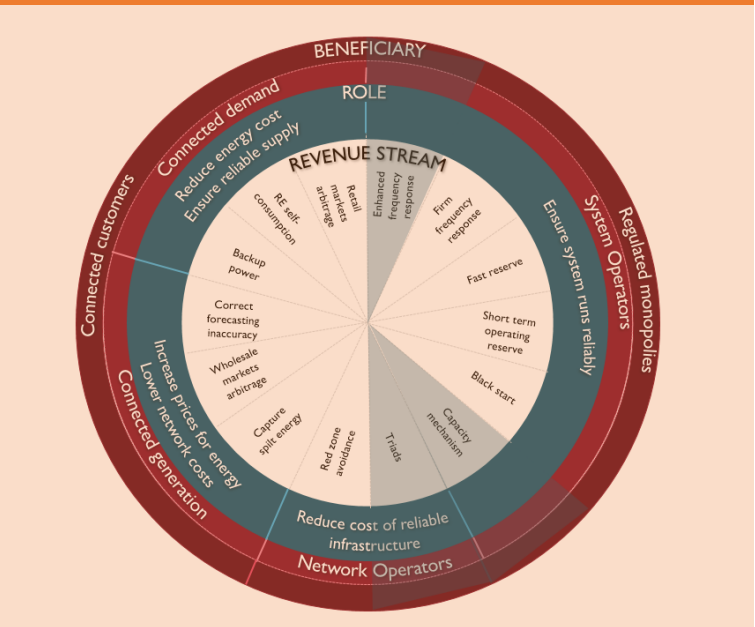 BENEFICIARY
ROLE
REVENUE STREAM
Connected customers
Regulated monopolies
Connected demand
System Operators
Network Operators
Connected generation
Reduce energy cost
Ensure reliable supply
Ensure system runs reliably
Reduce cost of reliable
infrastructure
Increase prices for energy
Lower network costs
Enhanced
frequency
response
Firm
frequency
response
Fast reserve
Short term
operating
reserve
Black start
Capacity
mechanism
Triads
Red zone
avoidance
Capture
spilt energy
Wholesale
markets
arbitrage
Correct
forecasting
inaccuracy
Backup
power
RE self-
consumption
Retail
markets
arbitrage